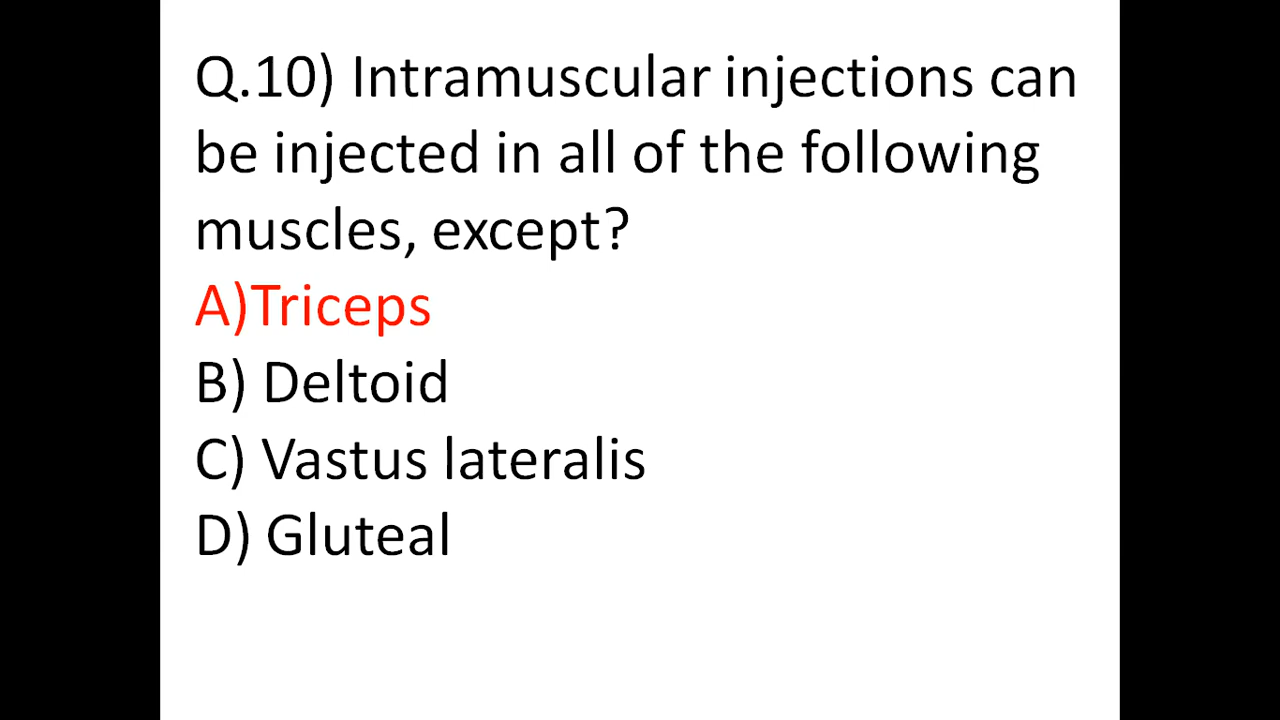 Q.10) Intramuscular injections can
be injected in all of the following
muscles, except?
A)Triceps
B) Deltoid
C) Vastus lateralis
D) Gluteal